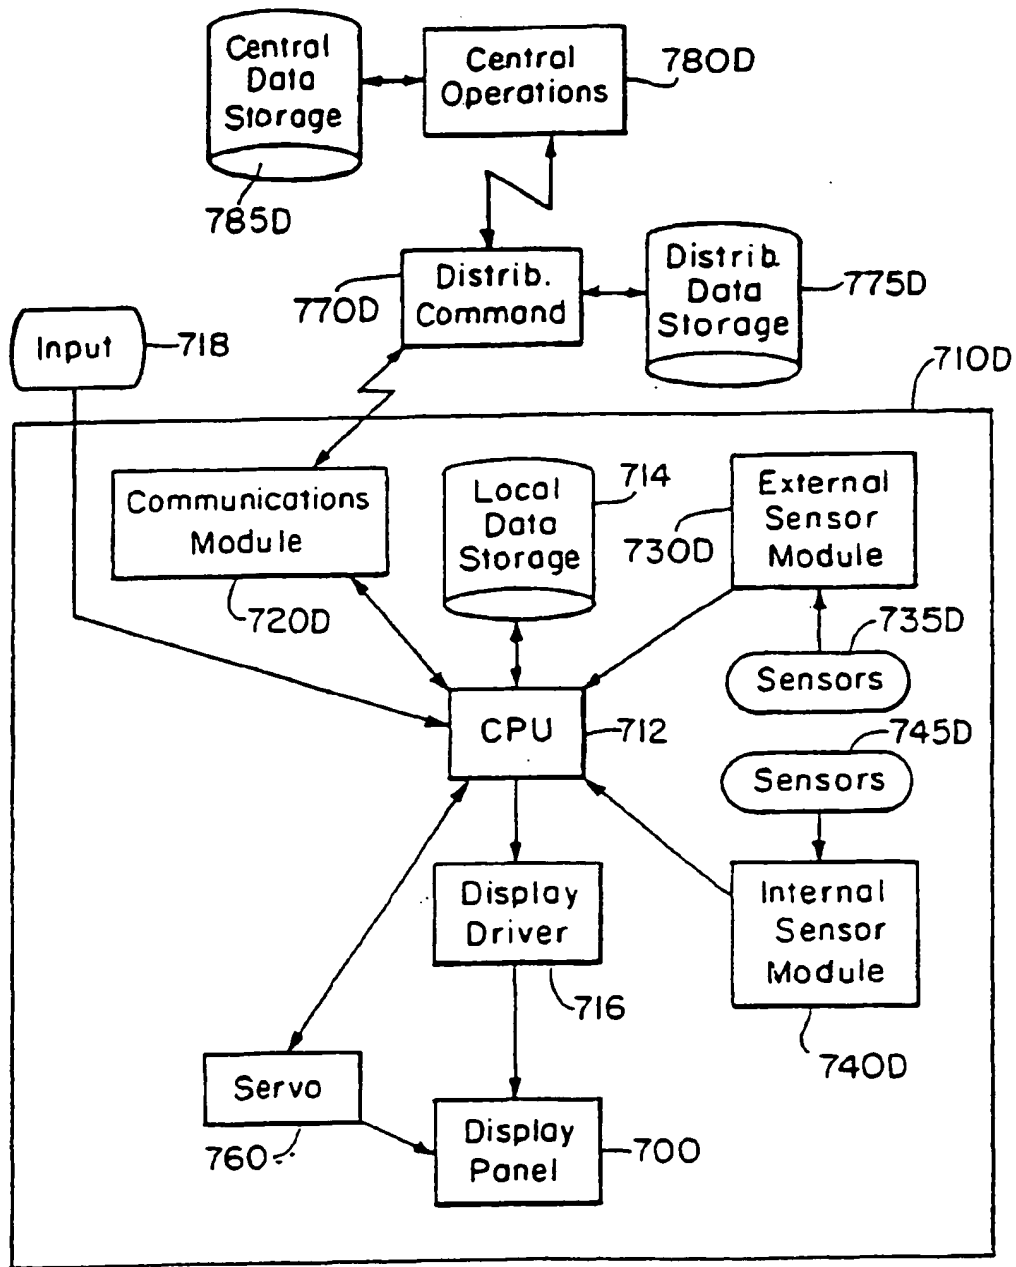 Central
Data
Storage
785D
Central
Operations
780D
Distrib.
Command
770D
Distrib.
Data
Storage
775D
Input
718
710D
Communications
Module
720D
Local
Data
Storage
714
External
Sensor
Module
730D
735D
Sensors
CPU
712
745D
Sensors
Display
Driver
716
Internal
Sensor
Module
740D
Servo
760
Display
Panel
700